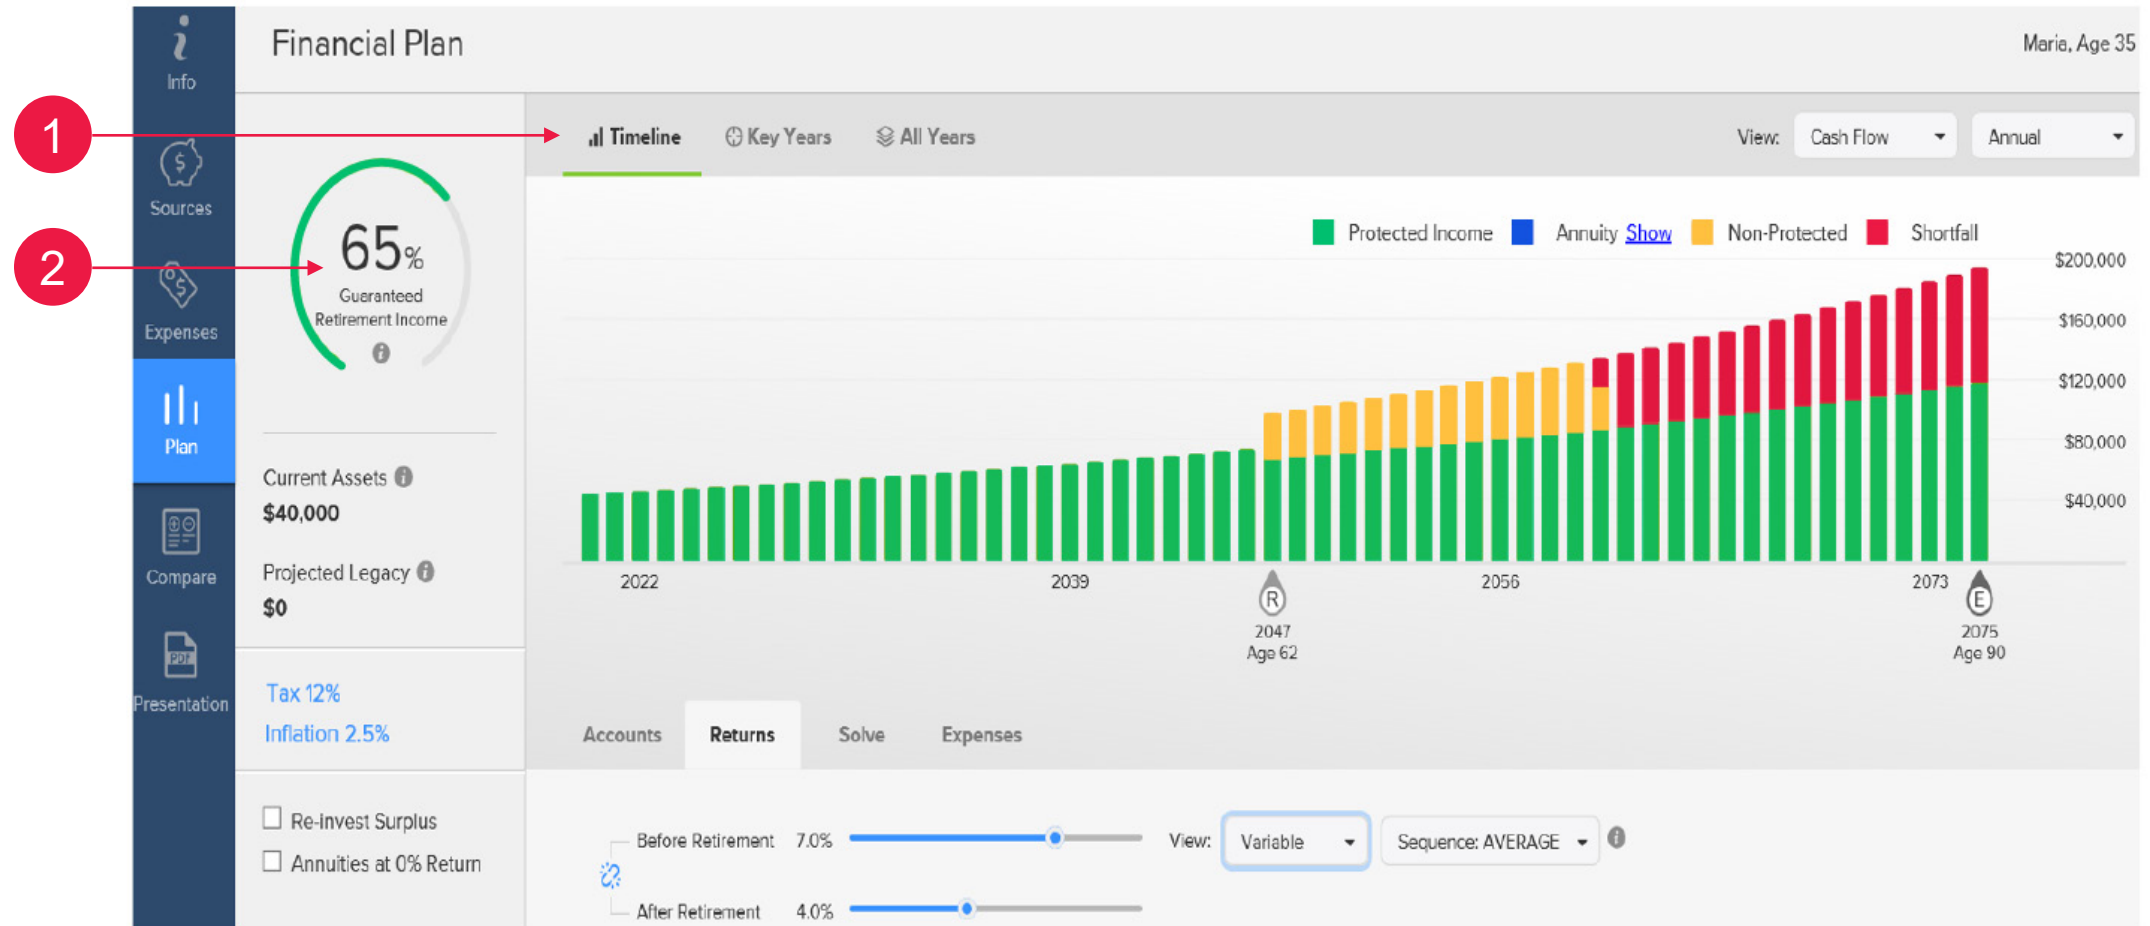 Info
Sources
Expenses
Plan
Compare
PDF
Presentation
Financial Plan
Maria, Age 35
1
2
65%
Guaranteed
Retirement Income
Current Assets
$40,000
Projected Legacy
$0
Tax 12%
Inflation 2.5%
Re-invest Surplus
Annuities at 0% Return
Timeline Key Years All Years View: Cash Flow Annual
Protected Income Annuity Show Non-Protected Shortfall
$200,000
$160,000
$120,000
$80,000
$40,000
2022 2039 2056 2073
R E
2047 2075
Age 62 Age 90
Accounts Returns Solve Expenses
Before Retirement 7.0% View: Variable Sequence: AVERAGE
After Retirement 4.0%